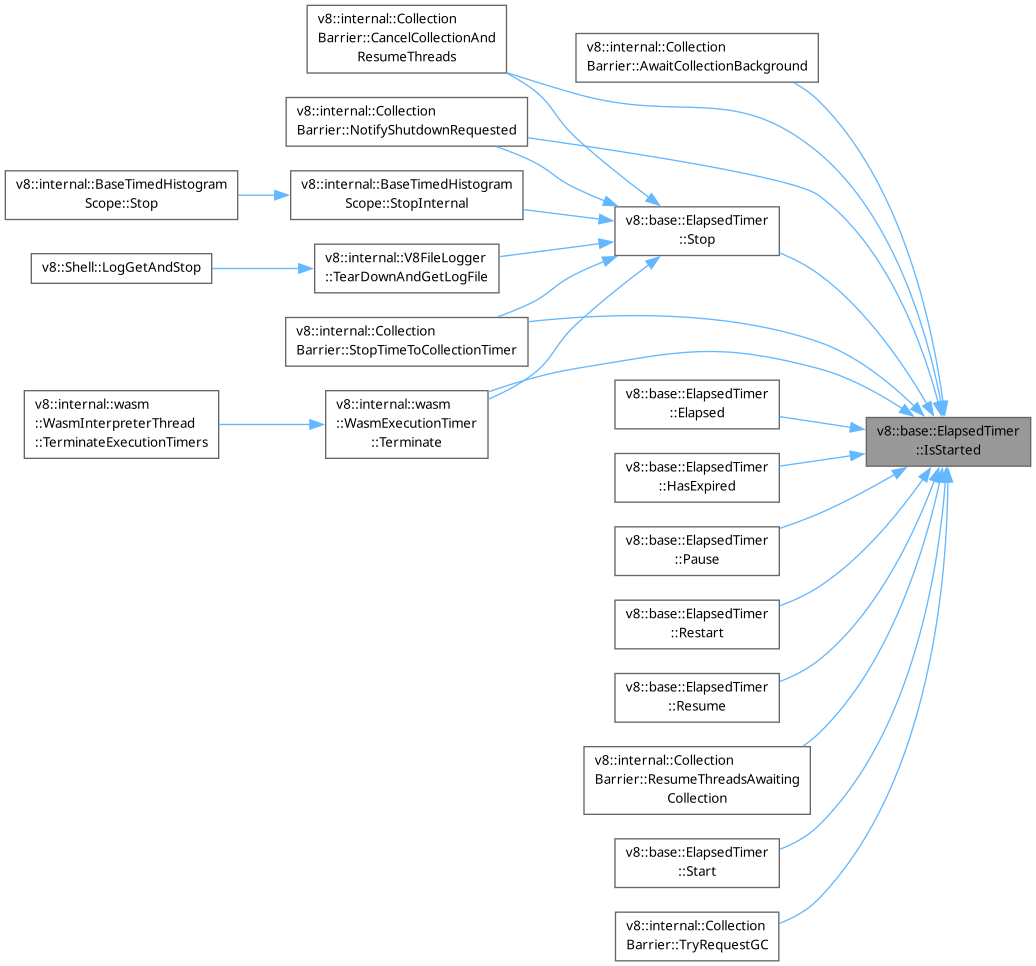 v8::internal::Collection
Barrier::CancelCollectionAnd
ResumeThreads
v8::internal::Collection
Barrier::AwaitCollectionBackground
v8::internal::Collection
Barrier::NotifyShutdownRequested
v8::internal::BaseTimedHistogram
Scope::Stop
v8::internal::BaseTimedHistogram
Scope::StopInternal
v8::base::ElapsedTimer
::Stop
v8::Shell::LogGetAndStop
v8::internal::V8FileLogger
::TearDownAndGetLogFile
v8::internal::Collection
Barrier::StopTimeToCollectionTimer
v8::internal::wasm
::WasmInterpreterThread
::TerminateExecutionTimers
v8::internal::wasm
::WasmExecutionTimer
::Terminate
v8::base::ElapsedTimer
::Elapsed
v8::base::ElapsedTimer
::IsStarted
v8::base::ElapsedTimer
::HasExpired
v8::base::ElapsedTimer
::Pause
v8::base::ElapsedTimer
::Restart
v8::base::ElapsedTimer
::Resume
v8::internal::Collection
Barrier::ResumeThreadsAwaiting
Collection
v8::base::ElapsedTimer
::Start
v8::internal::Collection
Barrier::TryRequestGC